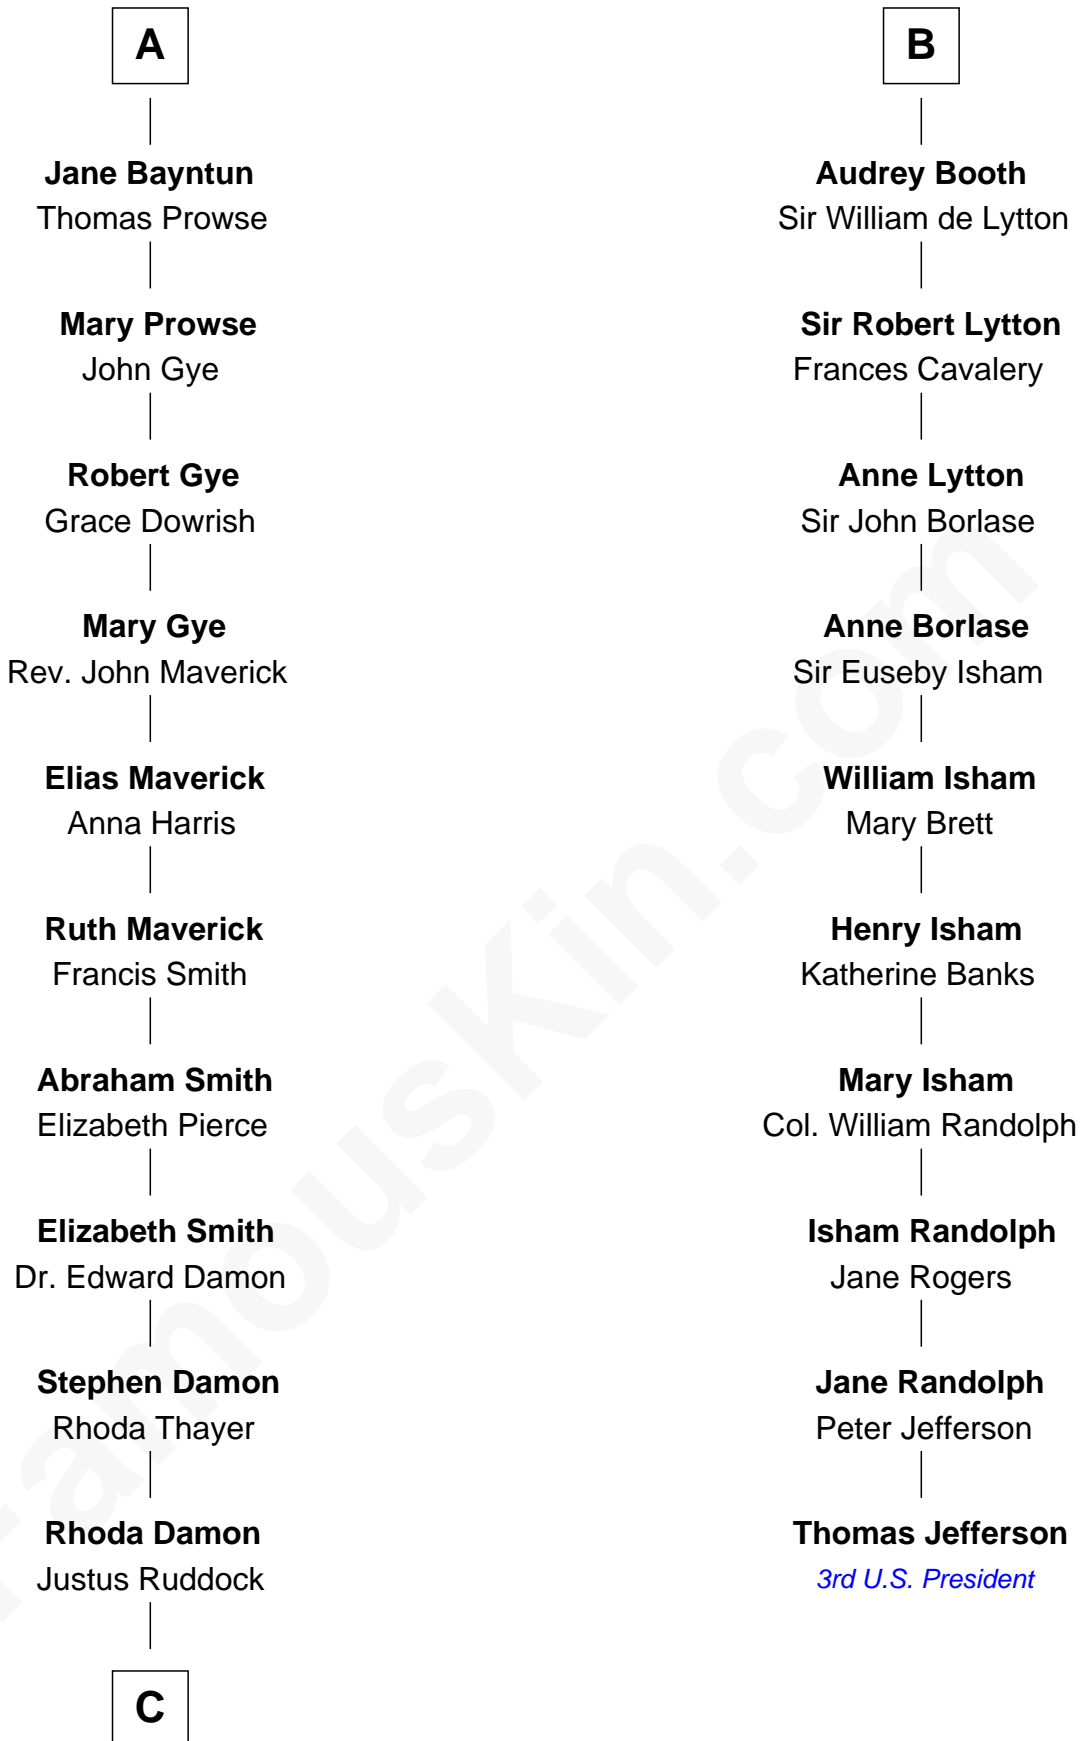 A
Jane Bayntun
Thomas Prowse
Mary Prowse
John Gye
Robert Gye
Grace Dowrish
Mary Gye
Rev. John Maverick
Elias Maverick
Anna Harris
Ruth Maverick
Francis Smith
Abraham Smith
Elizabeth Pierce
Elizabeth Smith
Dr. Edward Damon
Stephen Damon
Rhoda Thayer
Rhoda Damon
Justus Ruddock
C
B
Audrey Booth
Sir William de Lytton
Sir Robert Lytton
Frances Cavalery
Anne Lytton
Sir John Borlase
Anne Borlase
Sir Euseby Isham
William Isham
Mary Brett
Henry Isham
Katherine Banks
Mary Isham
Col. William Randolph
Isham Randolph
Jane Rogers
Jane Randolph
Peter Jefferson
Thomas Jefferson
3rd U.S. President
FamousKin.com